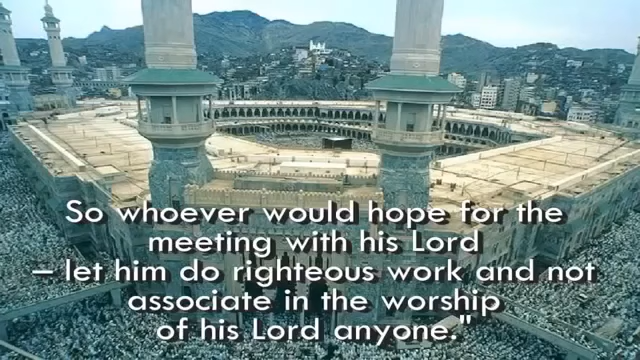 So whoever would hope for the
meeting with his Lord
– let him do righteous work and not
associate in the worship
of his Lord anyone."